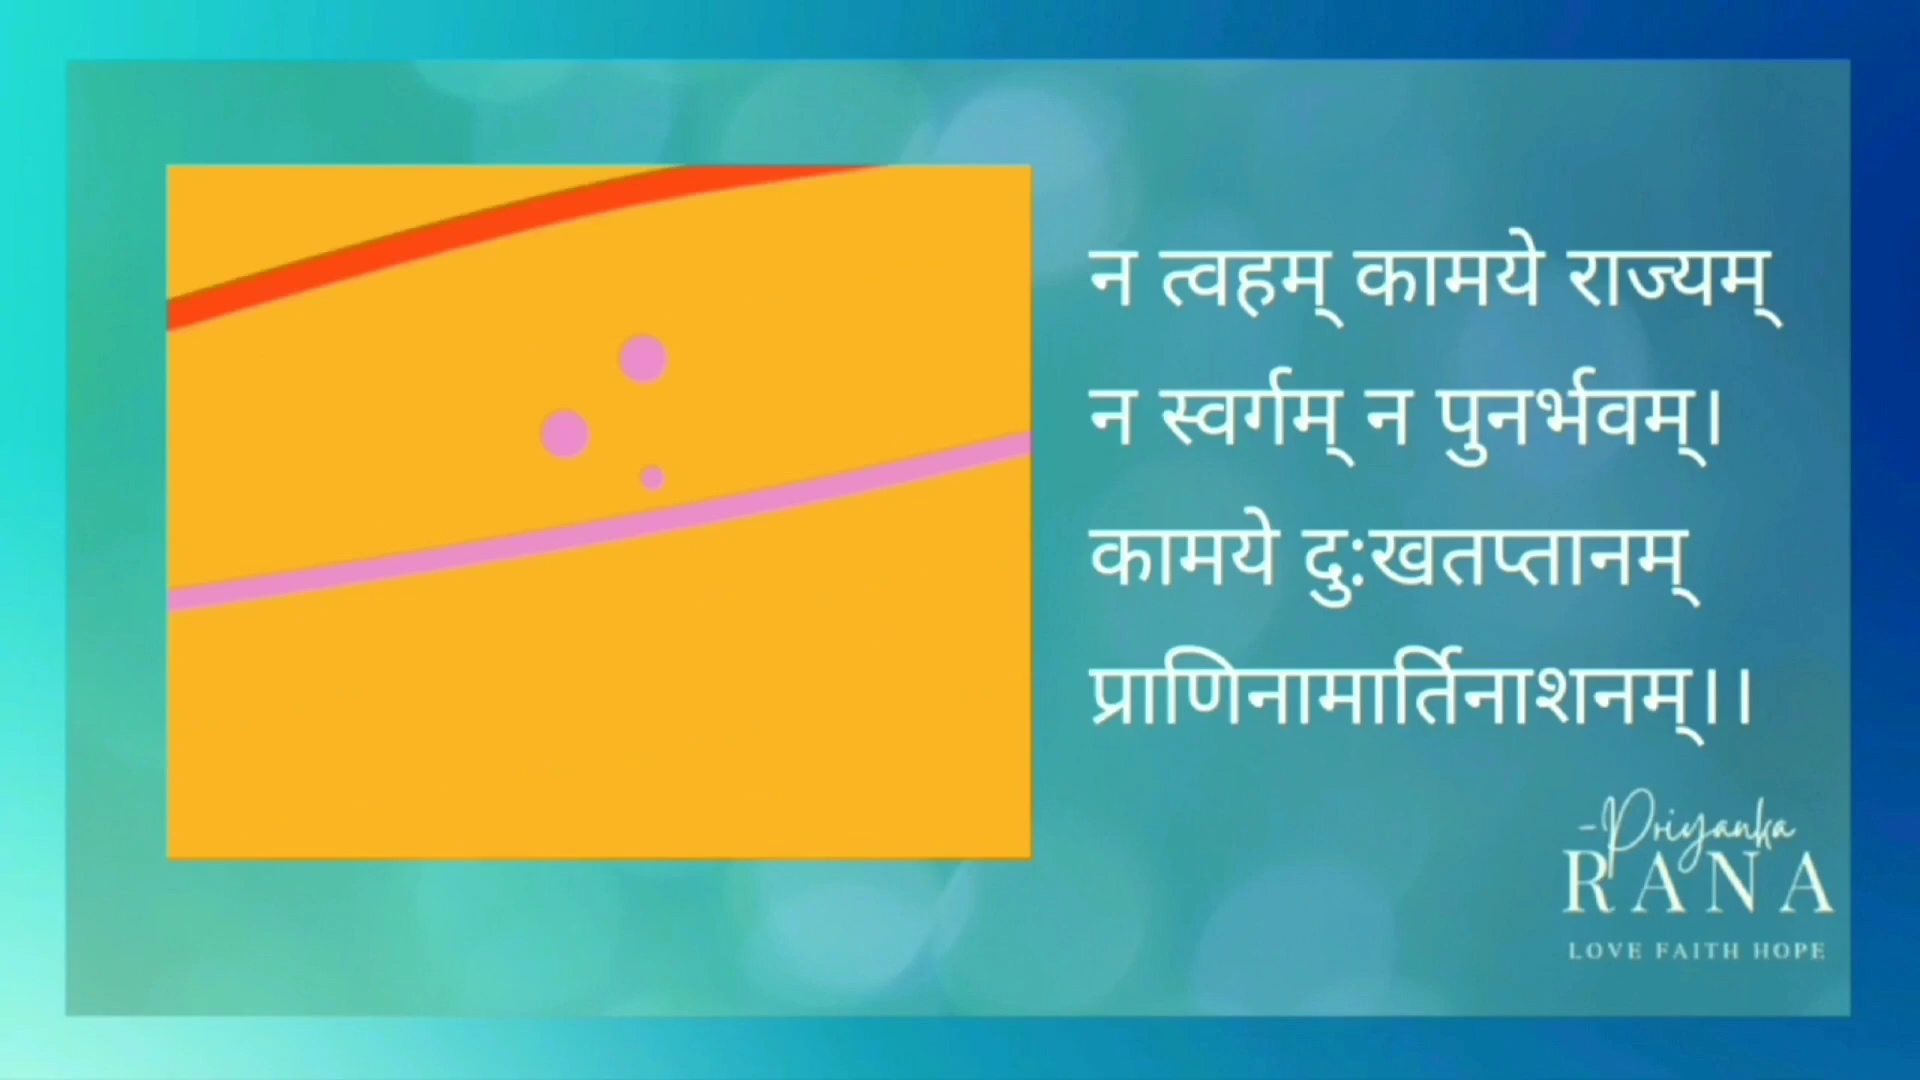 न त्वहम् कामये राज्यम्
न स्वर्गम् न पुनर्भवम्।
कामये दु:खतप्तानम्
प्राणिनामार्तिनाशनम्।।
-Priyanka
RANA
LOVE FAITH HOPE